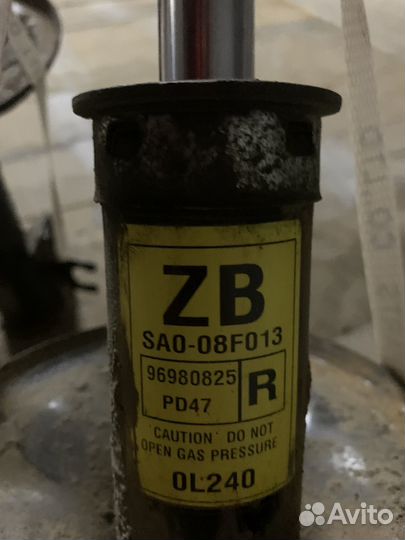 ZB
SA0-08F013
96980825
PD47
R
CAUTION DO NOT
OPEN GAS PRESSURE
0L240
Avito